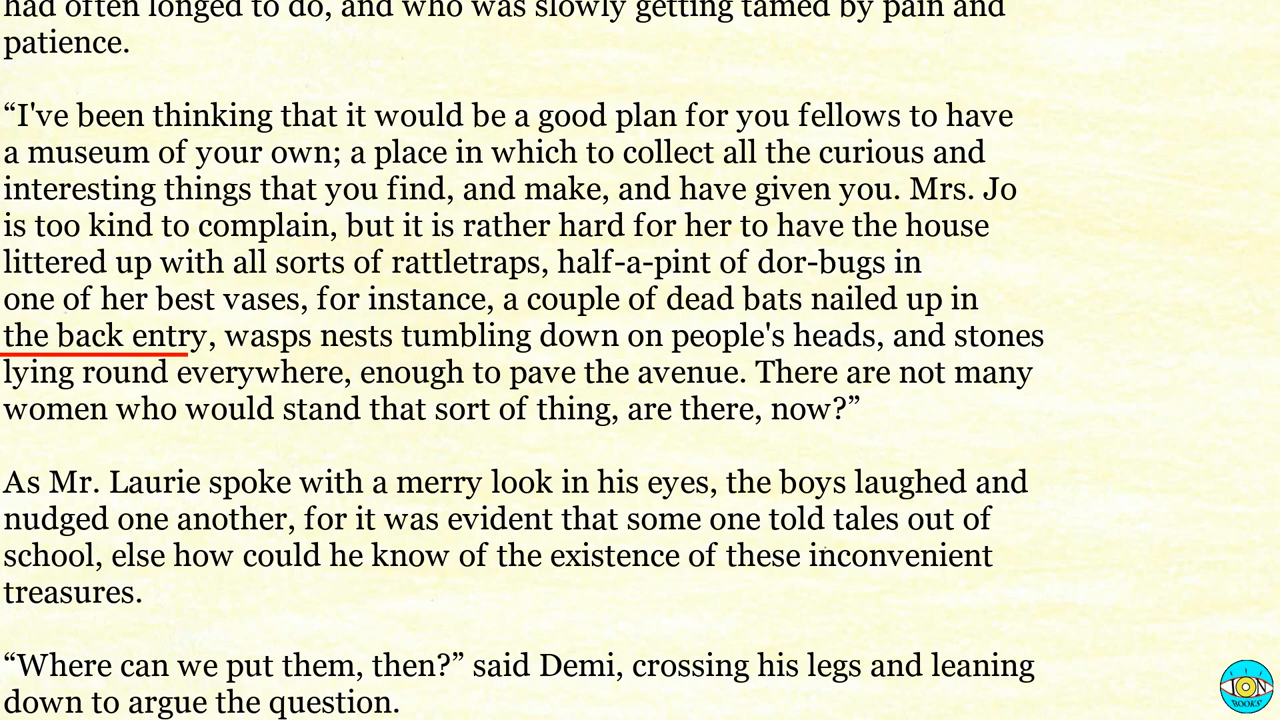 had often longed to do, and who was slowly getting tamed by pain and
patience.
“I've been thinking that it would be a good plan for you fellows to have
a museum of your own; a place in which to collect all the curious and
interesting things that you find, and make, and have given you. Mrs. Jo
is too kind to complain, but it is rather hard for her to have the house
littered up with all sorts of rattletraps, half-a-pint of dor-bugs in
one of her best vases, for instance, a couple of dead bats nailed up in
the back entry, wasps nests tumbling down on people's heads, and stones
lying round everywhere, enough to pave the avenue. There are not many
women who would stand that sort of thing, are there, now?”
As Mr. Laurie spoke with a merry look in his eyes, the boys laughed and
nudged one another, for it was evident that some one told tales out of
school, else how could he know of the existence of these inconvenient
treasures.
“Where can we put them, then?” said Demi, crossing his legs and leaning
down to argue the question.
ION
BOOKS